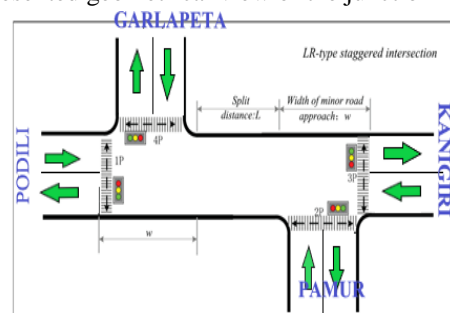 GARLAPETA
LR-type staggered intersection
Split
distance:L
Width of minor road
approach: w
PODILI
KANIGIRI
4P
1P
3P
2P
w
PAMUR